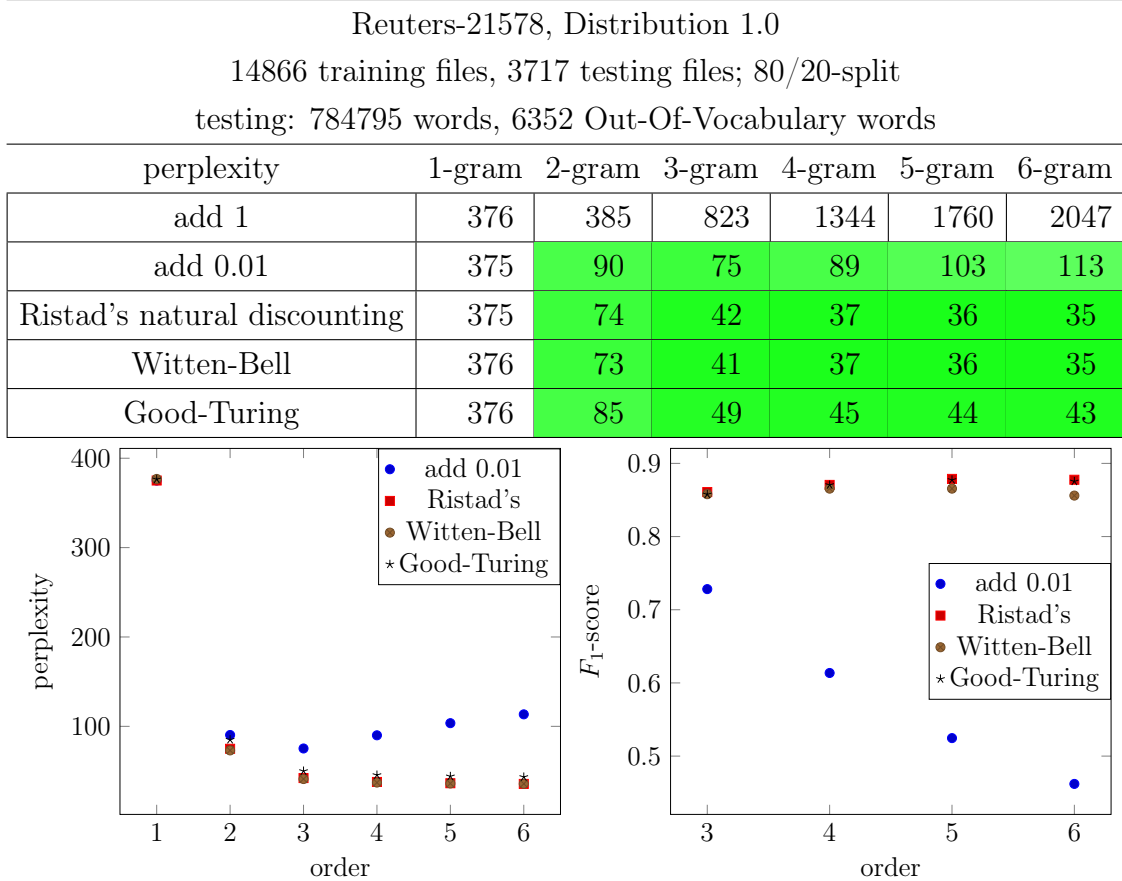 Reuters-21578, Distribution 1.0
14866 training files, 3717 testing files; 80/20-split
testing: 784795 words, 6352 Out-Of-Vocabulary words
perplexity 1-gram 2-gram 3-gram 4-gram 5-gram 6-gram
add 1 376 385 823 1344 1760 2047
add 0.01 375 90 75 89 103 113
Ristad's natural discounting 375 74 42 37 36 35
Witten-Bell 376 73 41 37 36 35
Good-Turing 376 85 49 45 44 43
400
300
200
100
perplexity
add 0.01
Ristad's
Witten-Bell
Good-Turing
1 2 3 4 5 6
order
0.9
0.8
0.7
0.6
0.5
F₁-score
add 0.01
Ristad's
Witten-Bell
Good-Turing
3 4 5 6
order